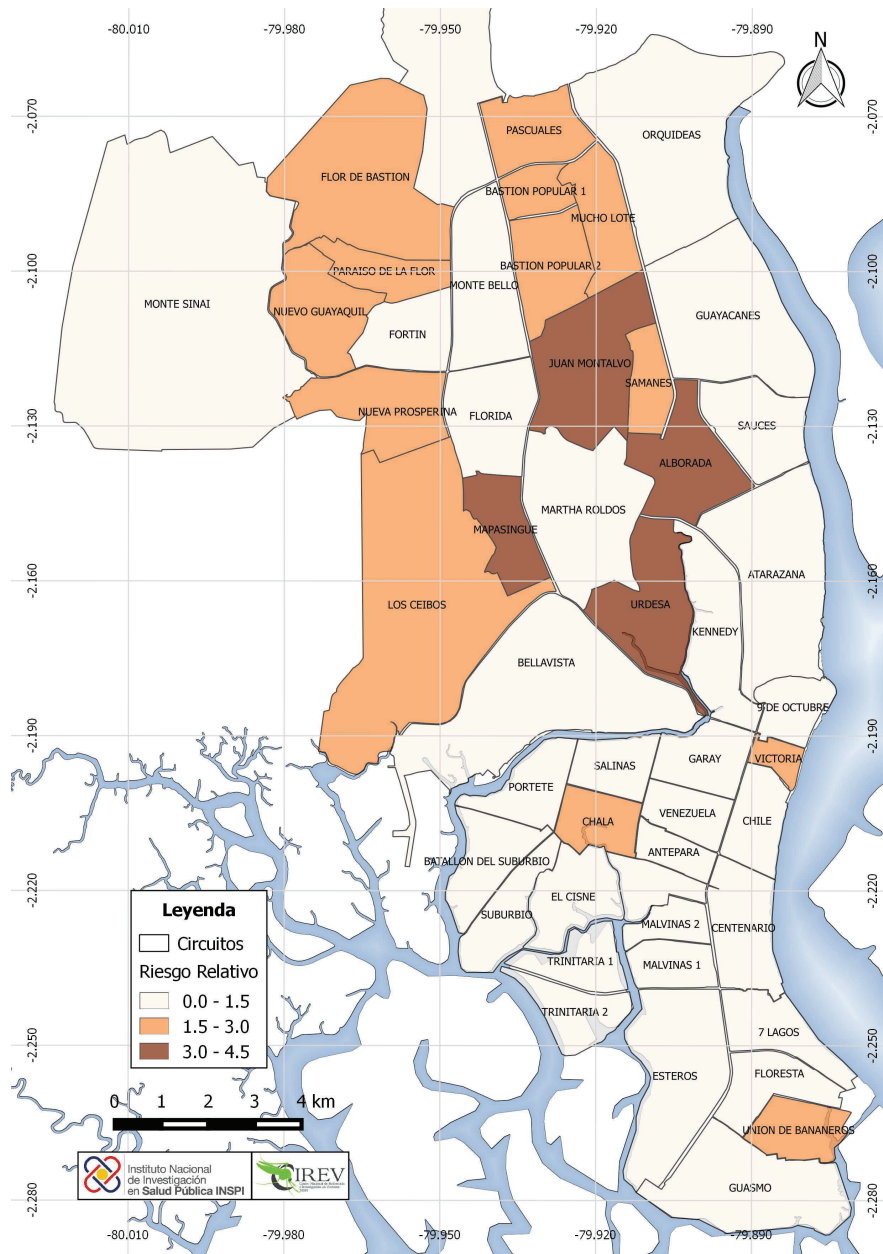 -80.010 -79.980 -79.950 -79.920 -79.890
N
-2.070 -2.070
PASCUALES
ORQUIDEAS
FLOR DE BASTION
BASTION POPULAR 1
MUCHO LOTE
-2.100 -2.100
PARAISO DE LA FLOR
BASTION POPULAR 2
MONTE BELLO
MONTE SINAI
NUEVO GUAYAQUIL
GUAYACANES
FORTIN
JUAN MONTALVO
SAMANES
-2.130 -2.130
NUEVA PROSPERINA
FLORIDA
SAUCES
ALBORADA
MAPASINGUE
MARTHA ROLDOS
-2.160 -2.160
ATARAZANA
LOS CEIBOS
URDESA
KENNEDY
BELLAVISTA
9 DE OCTUBRE
-2.190 -2.190
VICTORIA
SALINAS
GARAY
PORTETE
VENEZUELA
CHALA
CHILE
ANTEPARA
BATALLON DEL SUBURBIO
-2.220 -2.220
EL CISNE
SUBURBIO
MALVINAS 2
CENTENARIO
TRINITARIA 1
MALVINAS 1
TRINITARIA 2
7 LAGOS
-2.250 -2.250
ESTEROS
FLORESTA
UNION DE BANANEROS
GUASMO
-2.280 -2.280
Leyenda
Circuitos
Riesgo Relativo
0.0 - 1.5
1.5 - 3.0
3.0 - 4.5
0 1 2 3 4 km
Instituto Nacional
de Investigación
en Salud Pública INSPI
CIREV
-80.010 -79.980 -79.950 -79.920 -79.890